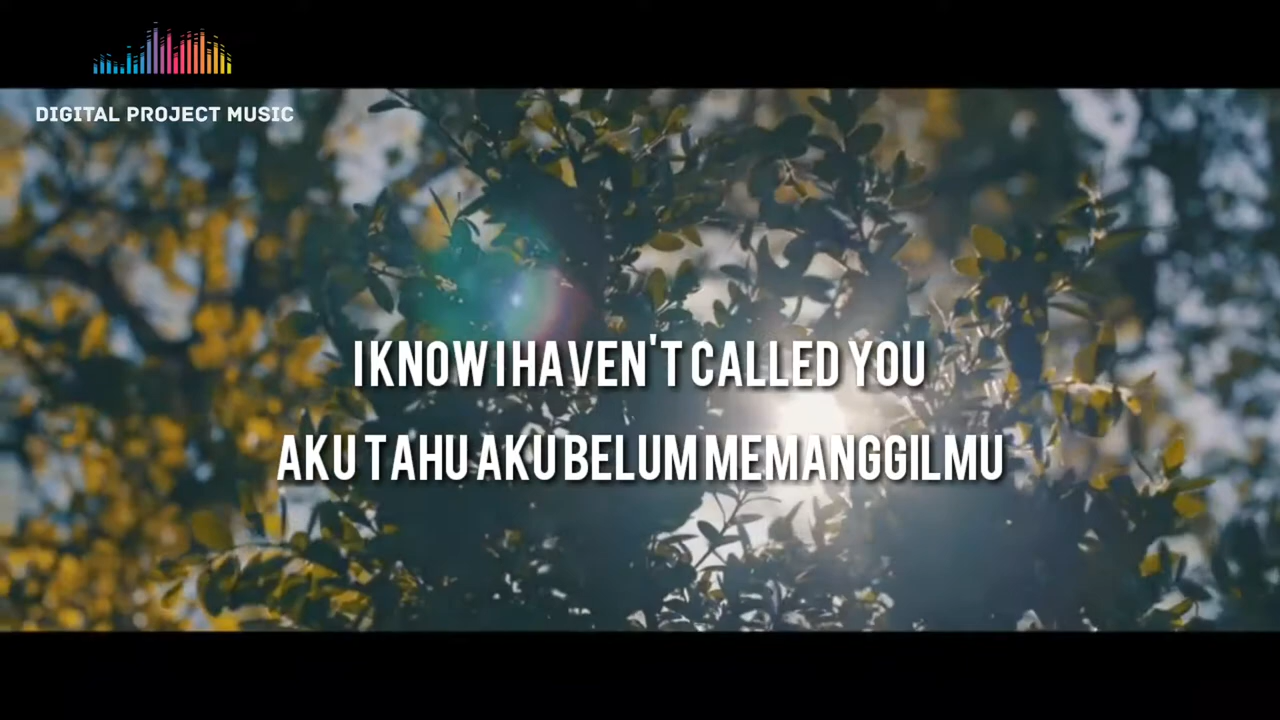 DIGITAL PROJECT MUSIC
I KNOW I HAVEN'T CALLED YOU
AKU TAHU AKU BELUM MEMANGGILMU